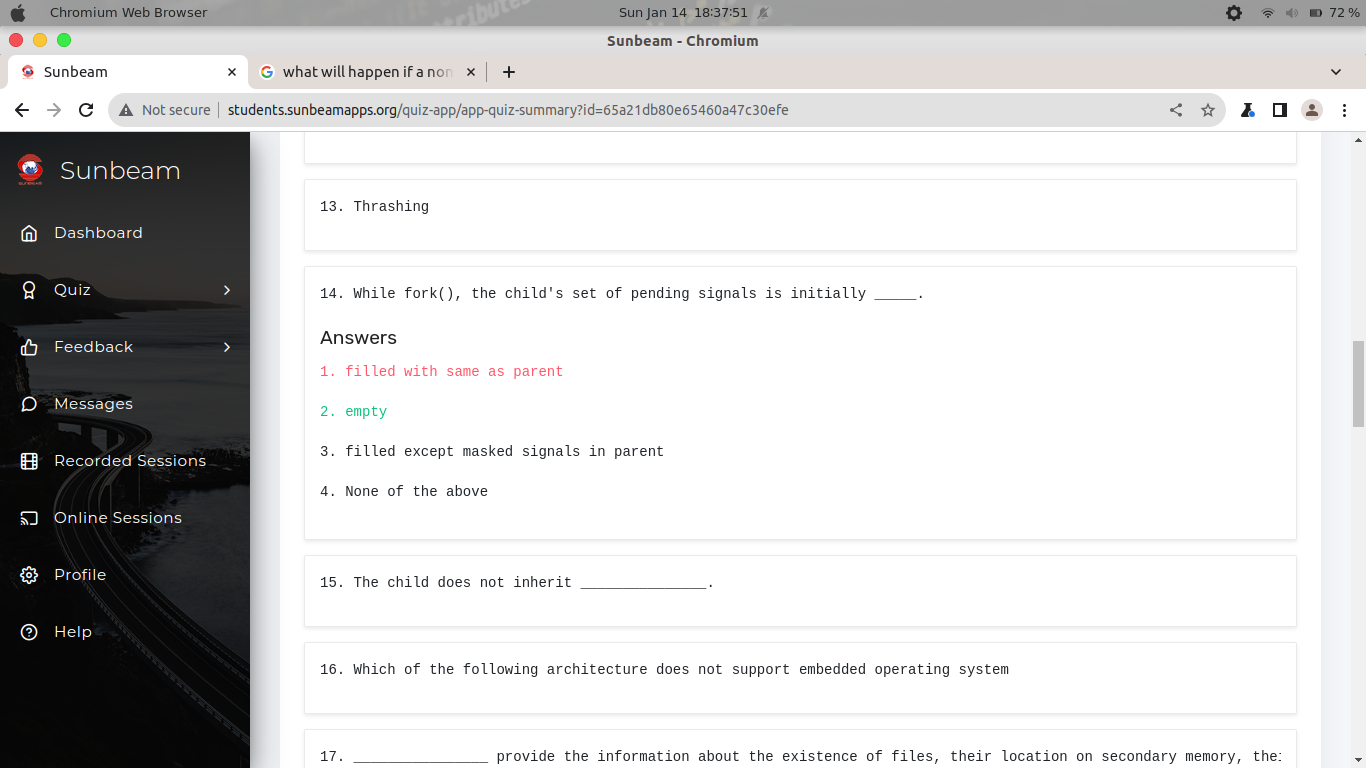 Chromium Web Browser
Sun Jan 14 18:37:51
72 %
Sunbeam - Chromium
Sunbeam
what will happen if a non
Not secure
students.sunbeamapps.org/quiz-app/app-quiz-summary?id=65a21db80e65460a47c30efe
Sunbeam
Dashboard
Quiz
Feedback
Messages
Recorded Sessions
Online Sessions
Profile
Help
13. Thrashing
14. While fork(), the child's set of pending signals is initially _____.
Answers
1. filled with same as parent
2. empty
3. filled except masked signals in parent
4. None of the above
15. The child does not inherit _______________.
16. Which of the following architecture does not support embedded operating system
17. ________________ provide the information about the existence of files, their location on secondary memory, thei